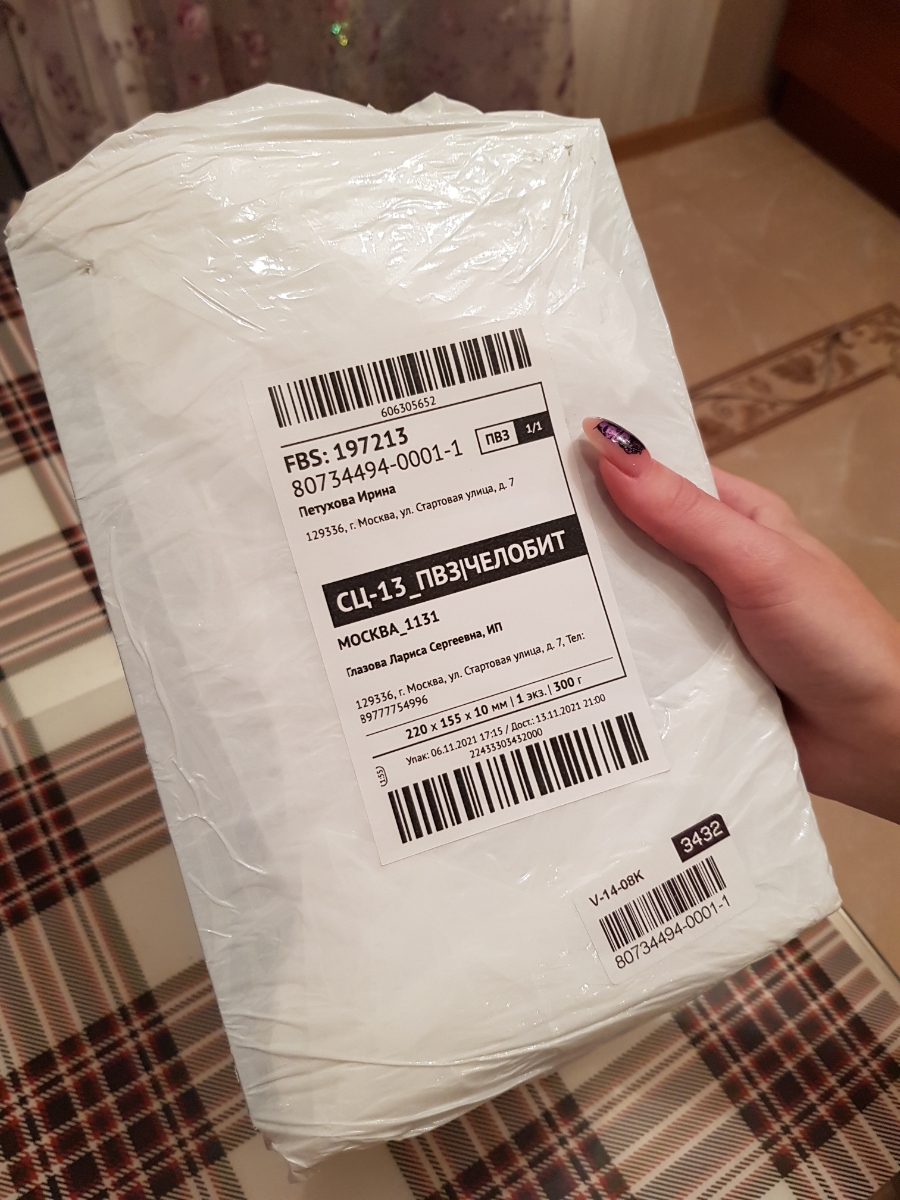 606305652
FBS: 197213
ПВЗ 1/1
80734494-0001-1
Петухова Ирина
129336, г. Москва, ул. Стартовая улица, д. 7
СЦ-13_ПВЗ|ЧЕЛОБИТ
МОСКВА_1131
Глазова Лариса Сергеевна, ИП
129336, г. Москва, ул. Стартовая улица, д. 7, Тел:
89777754996
220 x 155 x 10 мм | 1 экз. | 300 г
Упак: 06.11.2021 17:15 / Дост.: 13.11.2021 21:00
22433303432000
(1:55)
3432
V-14-08K
80734494-0001-1